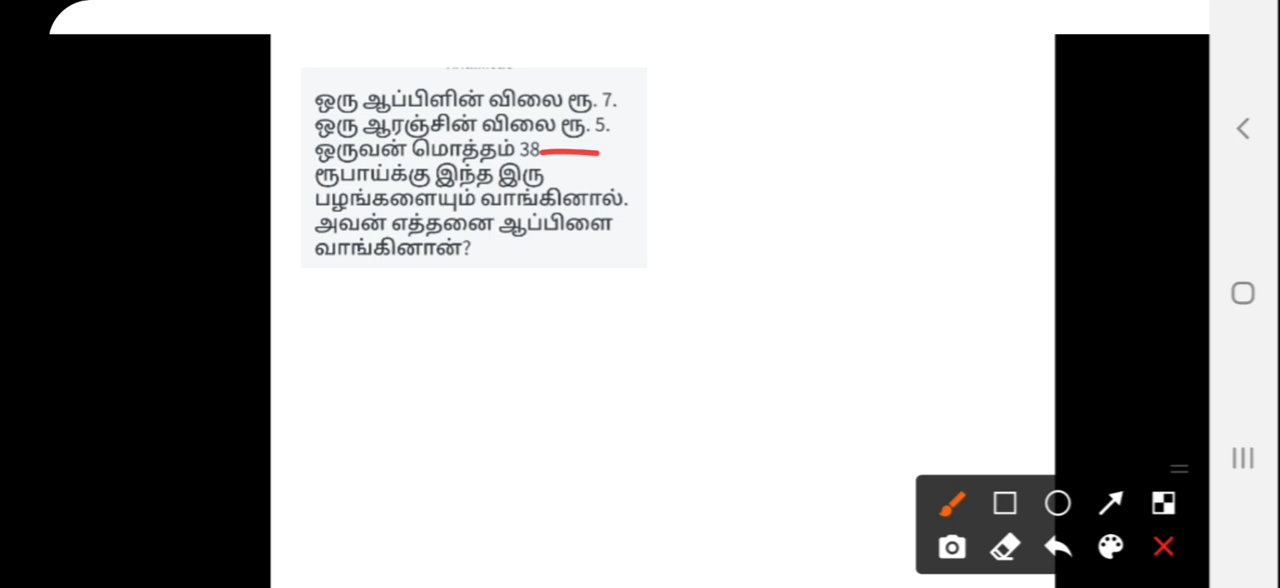 ஒரு ஆப்பிளின் விலை ரூ. 7.
ஒரு ஆரஞ்சின் விலை ரூ. 5.
ஒருவன் மொத்தம் 38
ரூபாய்க்கு இந்த இரு
பழங்களையும் வாங்கினால்.
அவன் எத்தனை ஆப்பிளை
வாங்கினான்?